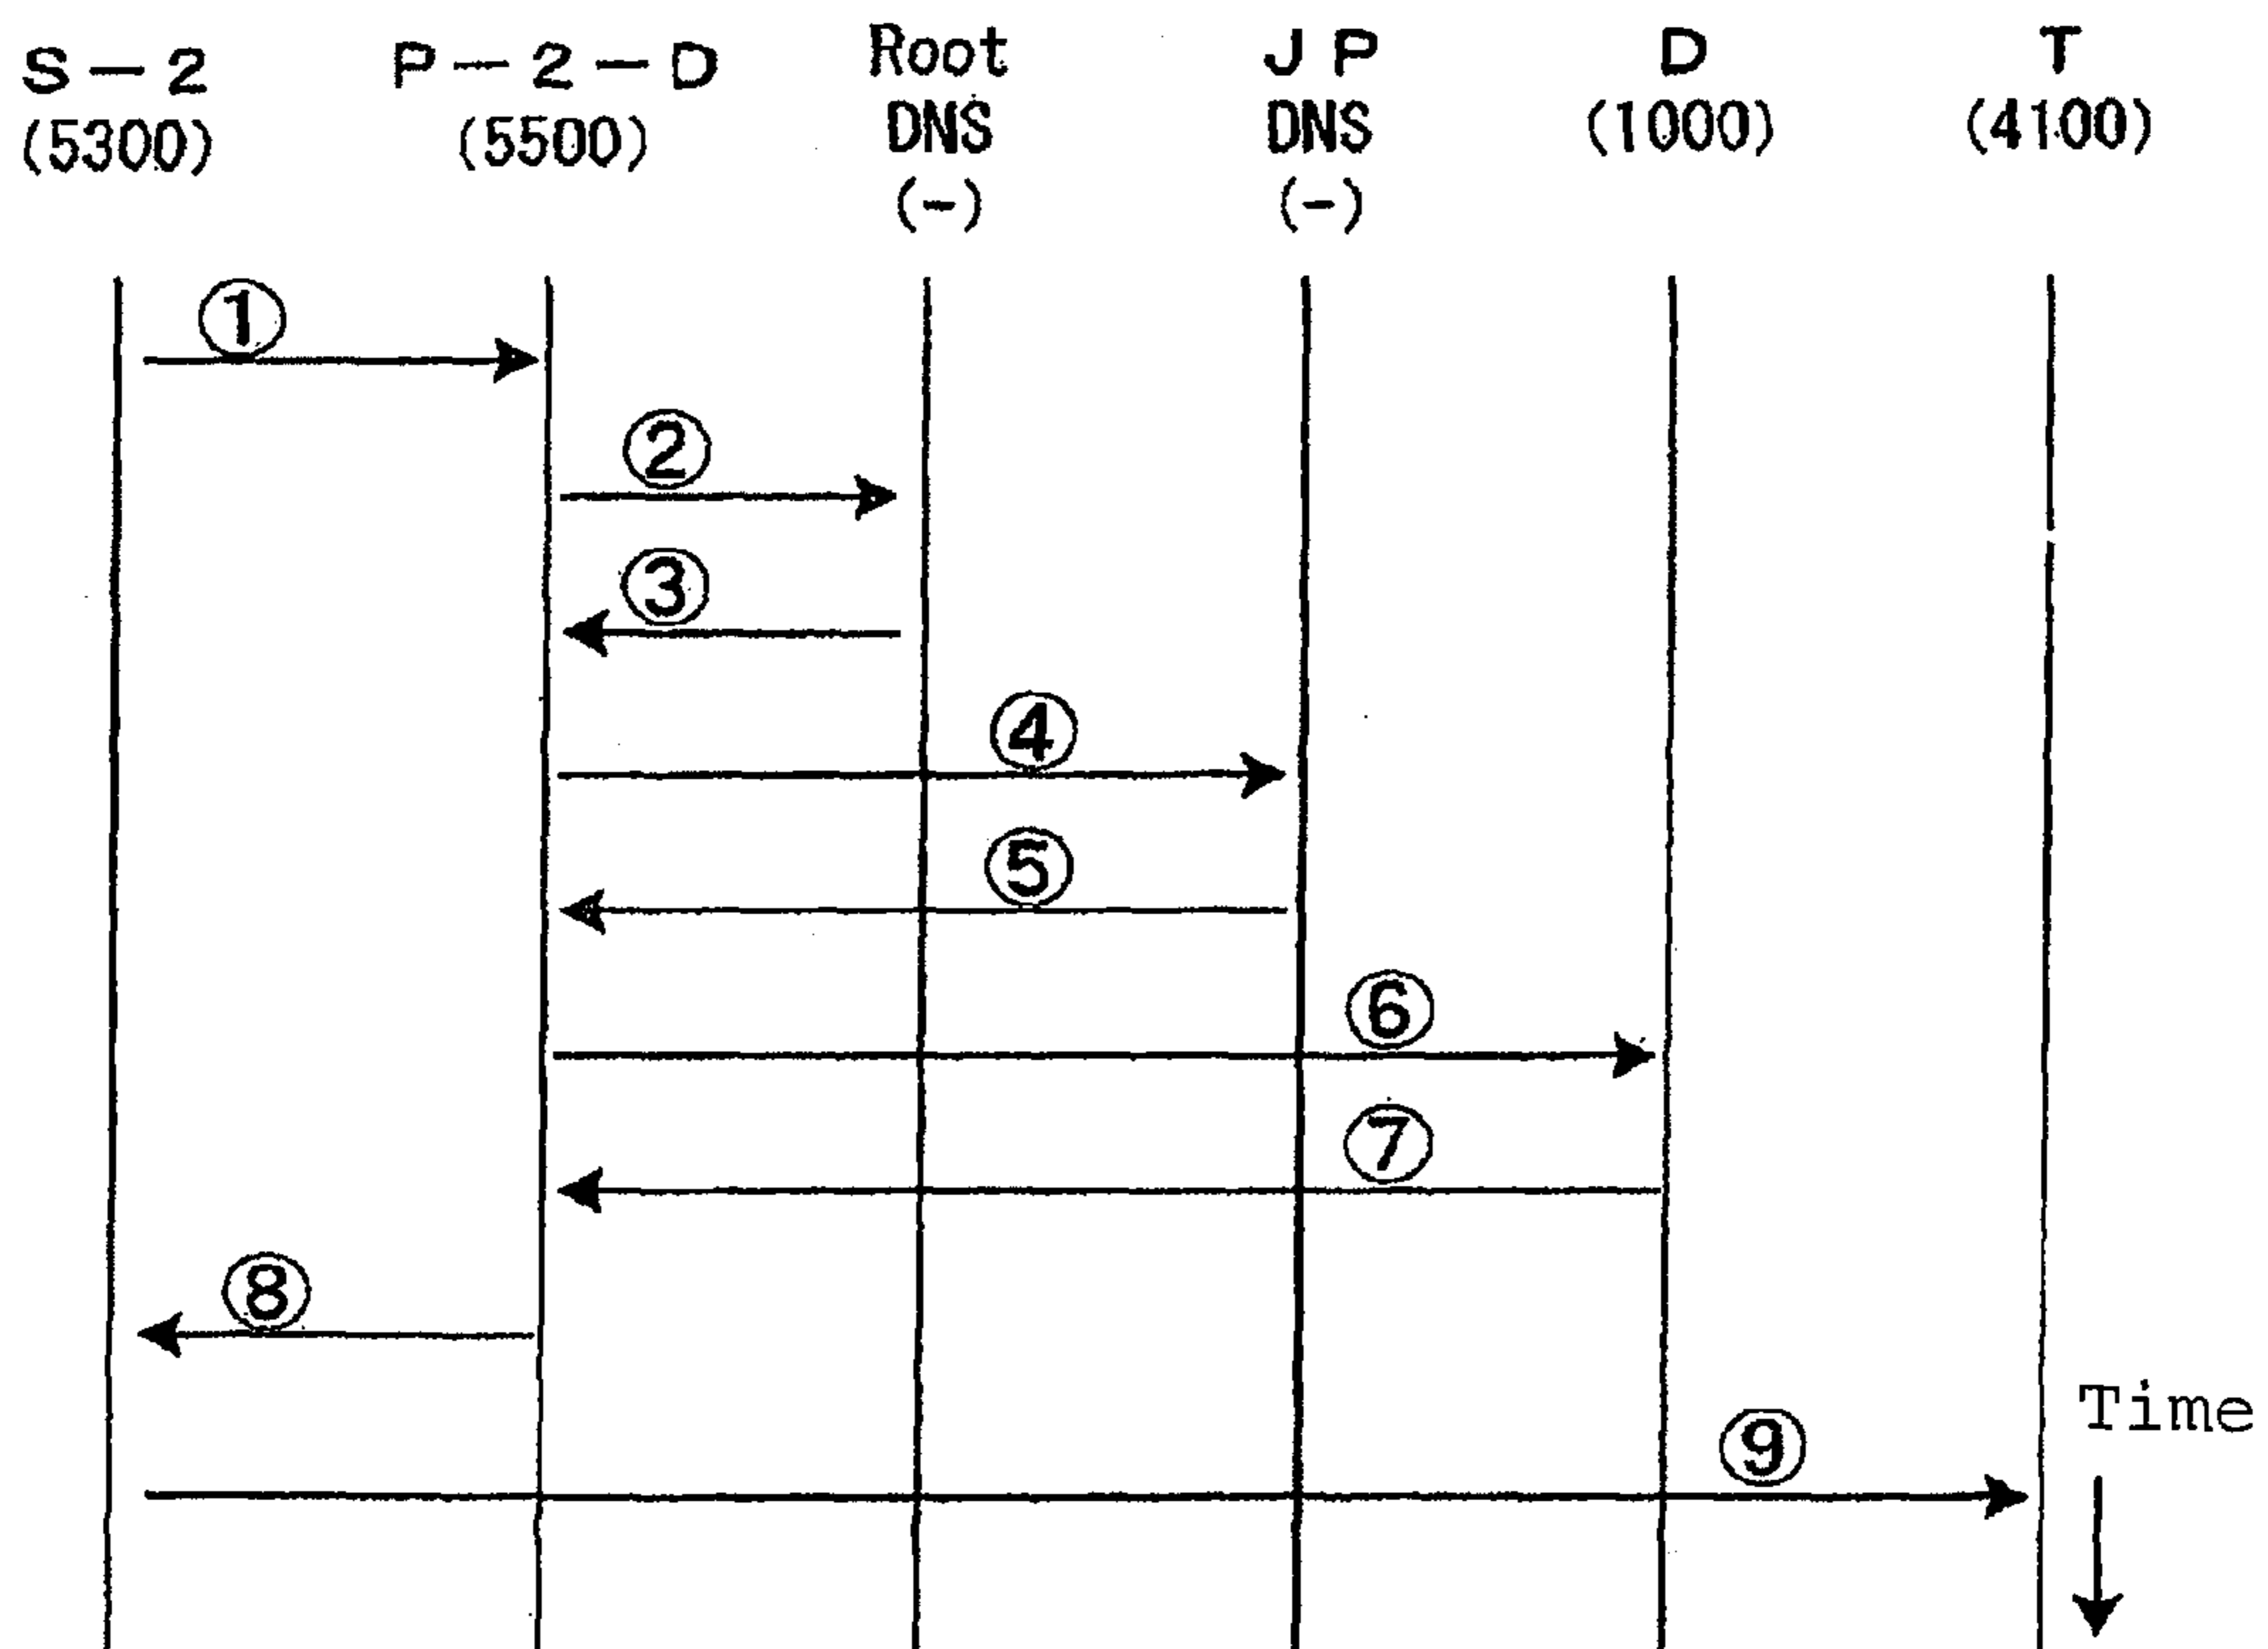 S-2
(5300)
P-2-D
(5500)
Root
DNS
(-)
JP
DNS
(-)
D
(1000)
T
(4100)
①
②
③
④
⑤
⑥
⑦
⑧
⑨
Time